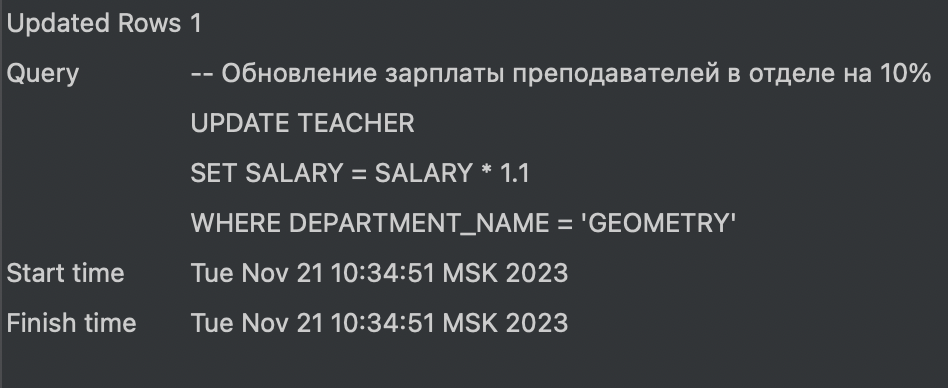 Updated Rows 1
Query -- Обновление зарплаты преподавателей в отделе на 10%
UPDATE TEACHER
SET SALARY = SALARY * 1.1
WHERE DEPARTMENT_NAME = 'GEOMETRY'
Start time Tue Nov 21 10:34:51 MSK 2023
Finish time Tue Nov 21 10:34:51 MSK 2023